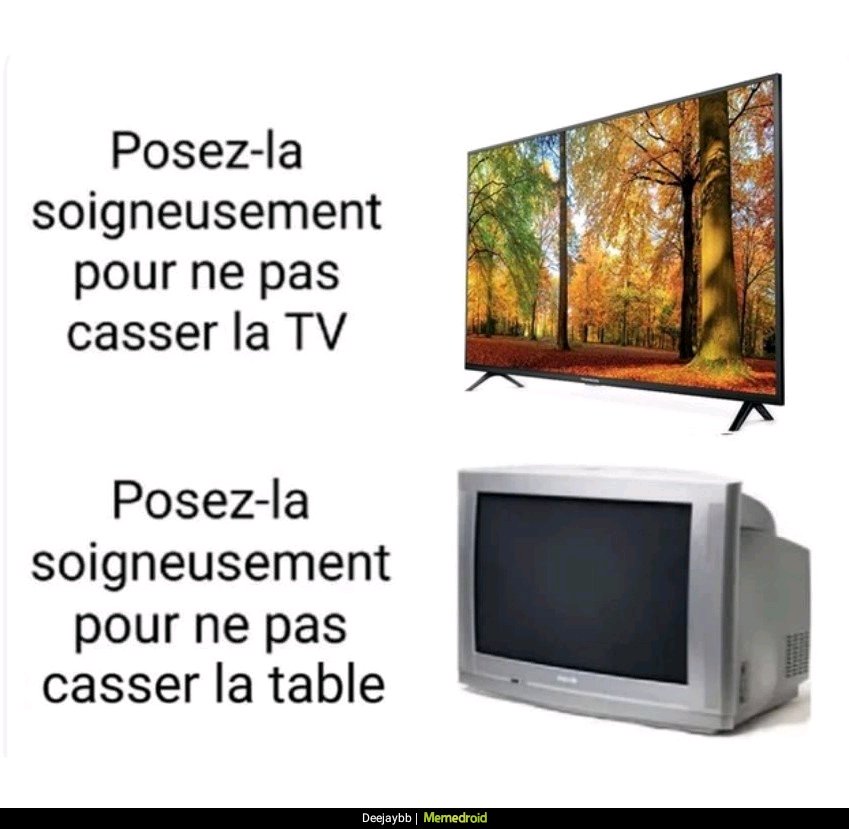 Posez-la
soigneusement
pour ne pas
casser la TV
Posez-la
soigneusement
pour ne pas
casser la table
Deejaybb | Memedroid